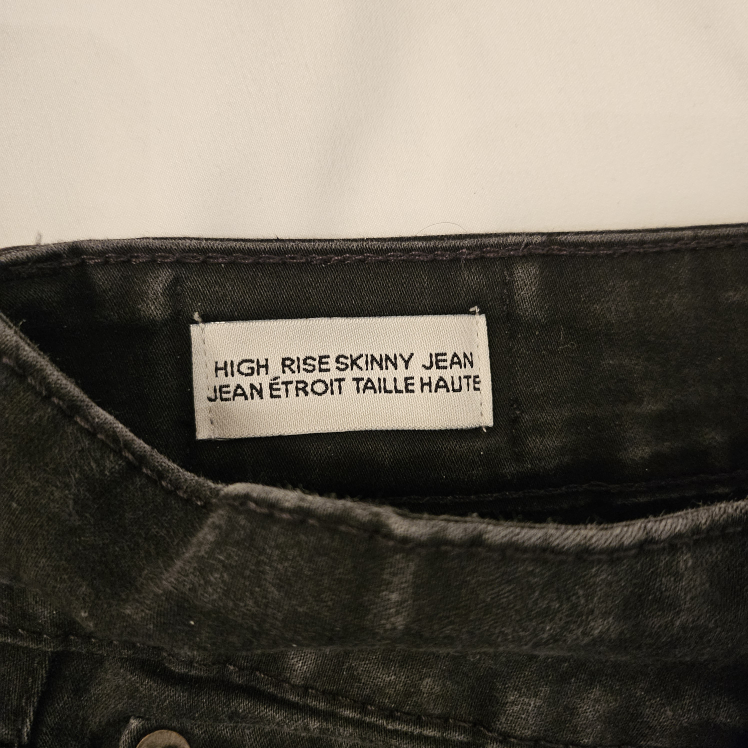 HIGH RISE SKINNY JEAN
JEAN ÉTROIT TAILLE HAUTE